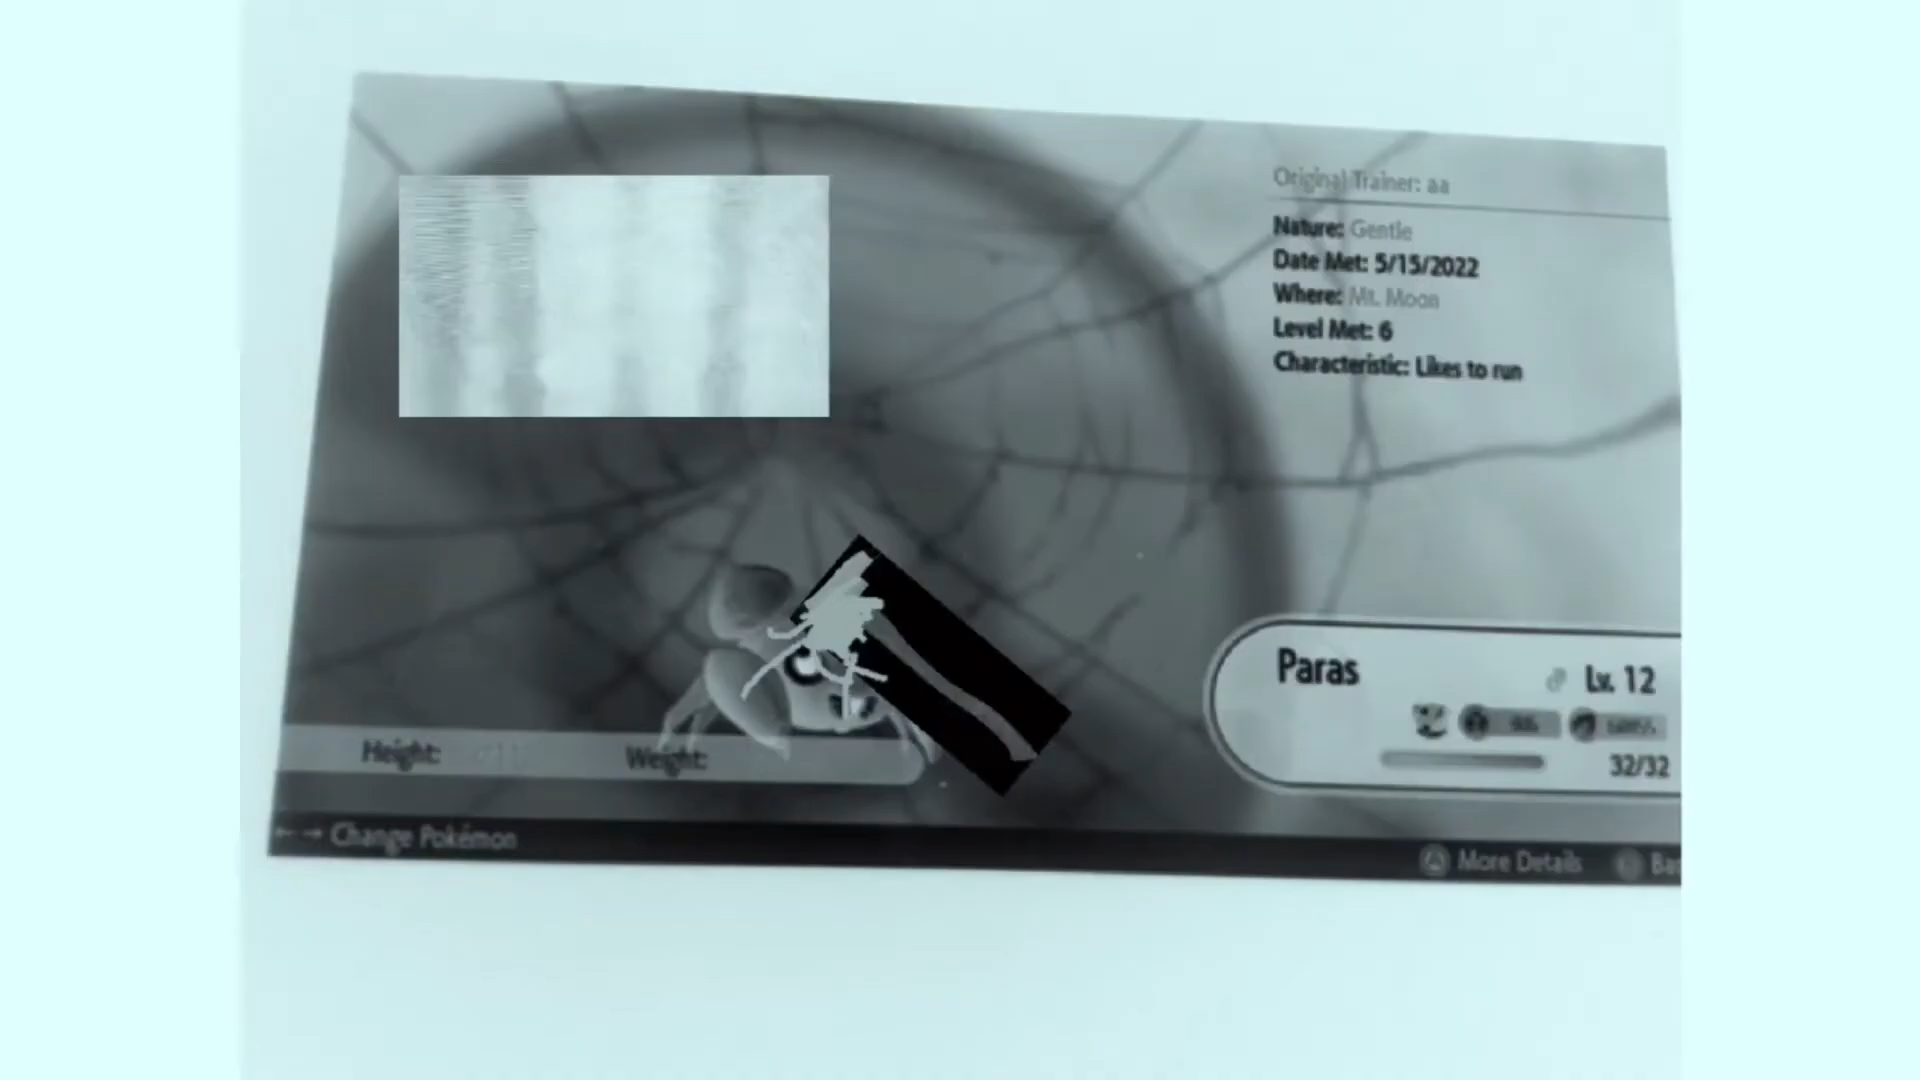 Original Trainer: aa
Nature: Gentle
Date Met: 5/15/2022
Where: Mt. Moon
Level Met: 6
Characteristic: Likes to run
Paras Lv. 12
32/32
Height: Weight:
← → Change Pokémon
More Details